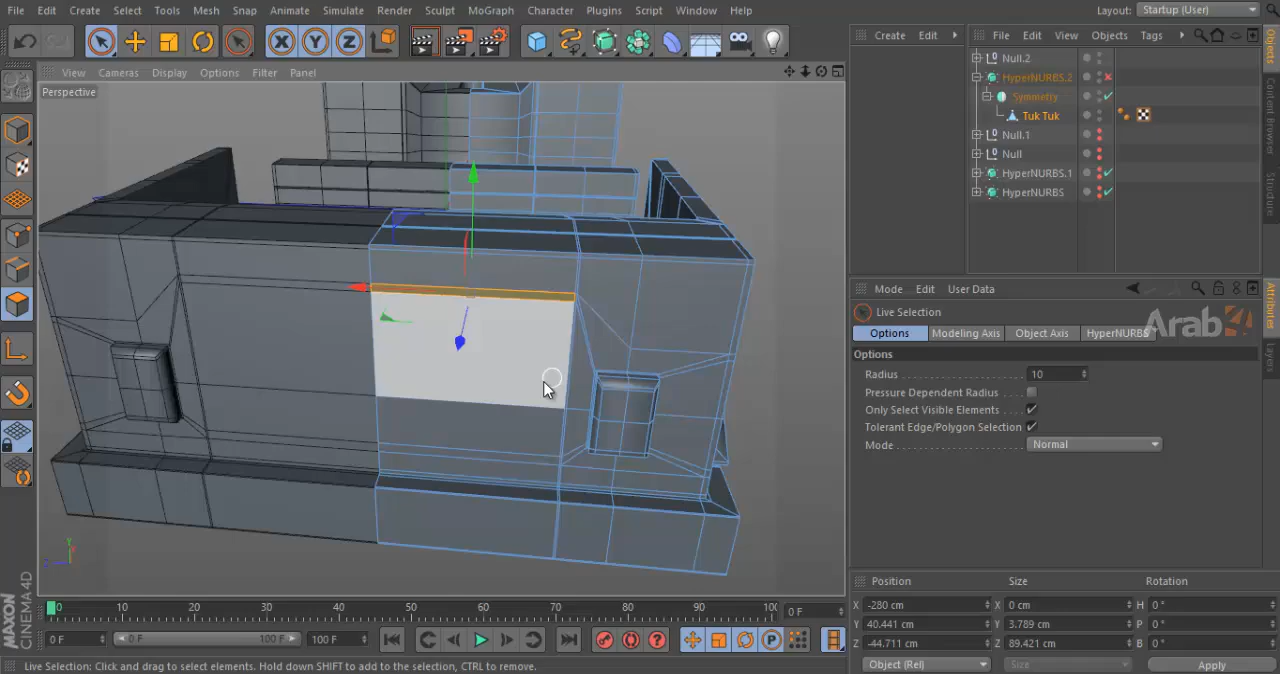 File Edit Create Select Tools Mesh Snap Animate Simulate Render Sculpt MoGraph Character Plugins Script Window Help
Layout: Startup (User)
View Cameras Display Options Filter Panel
Perspective
Create Edit
File Edit View Objects Tags
Null.2
HyperNURBS.2
Symmetry
Tuk Tuk
Null.1
Null
HyperNURBS.1
HyperNURBS
Objects
Content Browser
Structure
Mode Edit User Data
Live Selection
Arab
Options Modeling Axis Object Axis HyperNURBS
Options
Radius 10
Pressure Dependent Radius
Only Select Visible Elements
Tolerant Edge/Polygon Selection
Mode Normal
Attributes
Layers
Position Size Rotation
X -280 cm X 0 cm H 0 °
Y 40.441 cm Y 3.789 cm P 0 °
Z -44.711 cm Z 89.421 cm B 0 °
Object (Rel) Size Apply
Y
X
Z
0 10 20 30 40 50 60 70 80 90 100
0 F
0 F 0 F 100 F 100 F
MAXON
CINEMA 4D
Live Selection: Click and drag to select elements. Hold down SHIFT to add to the selection, CTRL to remove.